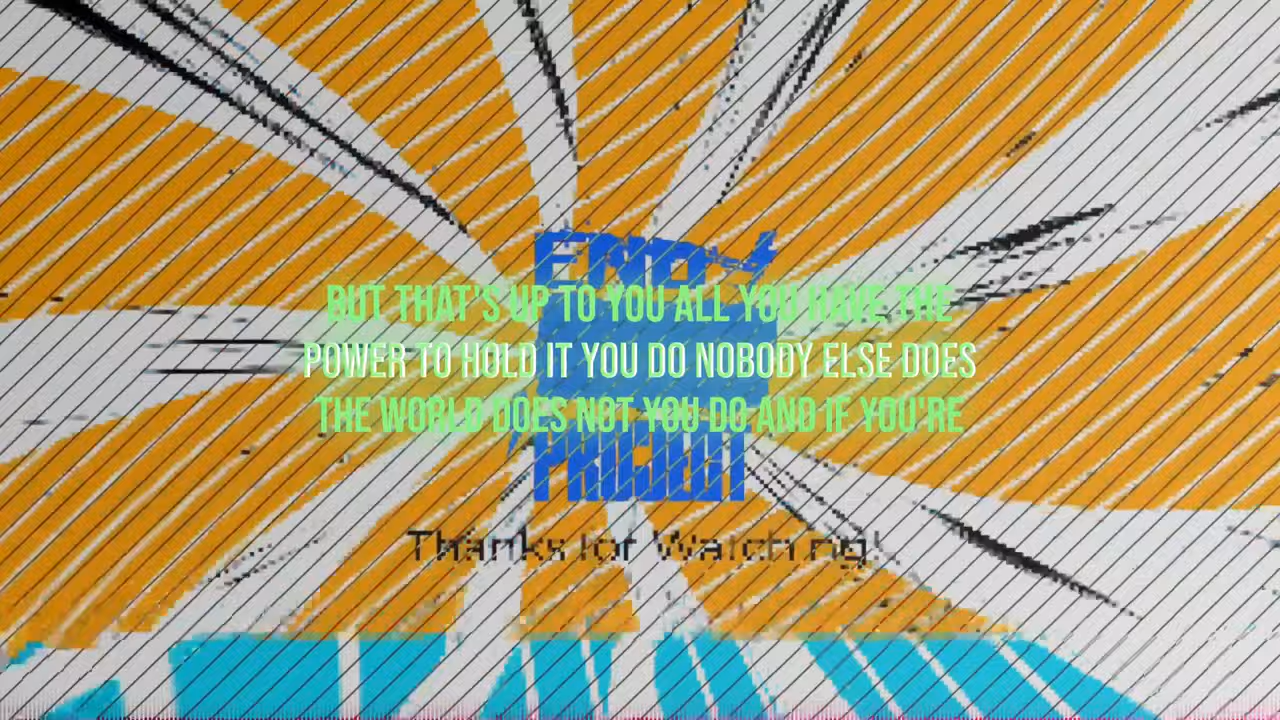 BUT THAT'S UP TO YOU ALL YOU HAVE THE
POWER TO HOLD IT YOU DO NOBODY ELSE DOES
THE WORLD DOES NOT YOU DO AND IF YOU'RE
PROJECT
Thanks for Watching!